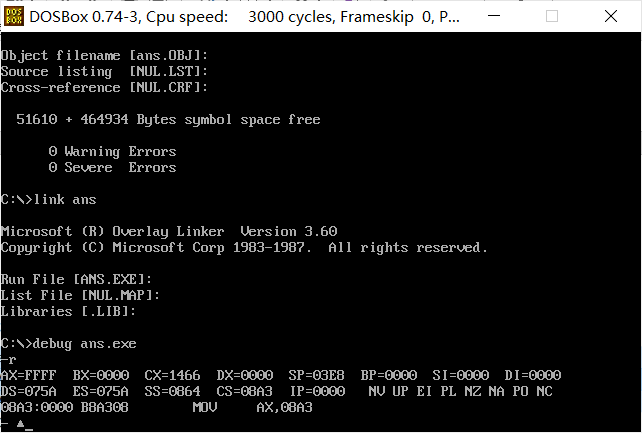 DOS
BOX
DOSBox 0.74-3, Cpu speed:    3000 cycles, Frameskip  0, P...
Object filename [ans.OBJ]:
Source listing  [NUL.LST]:
Cross-reference [NUL.CRF]:
  51610 + 464934 Bytes symbol space free
      0 Warning Errors
      0 Severe  Errors
C:\>link ans
Microsoft (R) Overlay Linker  Version 3.60
Copyright (C) Microsoft Corp 1983-1987.  All rights reserved.
Run File [ANS.EXE]:
List File [NUL.MAP]:
Libraries [.LIB]:
C:\>debug ans.exe
-r
AX=FFFF  BX=0000  CX=1466  DX=0000  SP=03E8  BP=0000  SI=0000  DI=0000
DS=075A  ES=075A  SS=0864  CS=08A3  IP=0000   NV UP EI PL NZ NA PO NC
08A3:0000 B8A308        MOV     AX,08A3
- ▲_